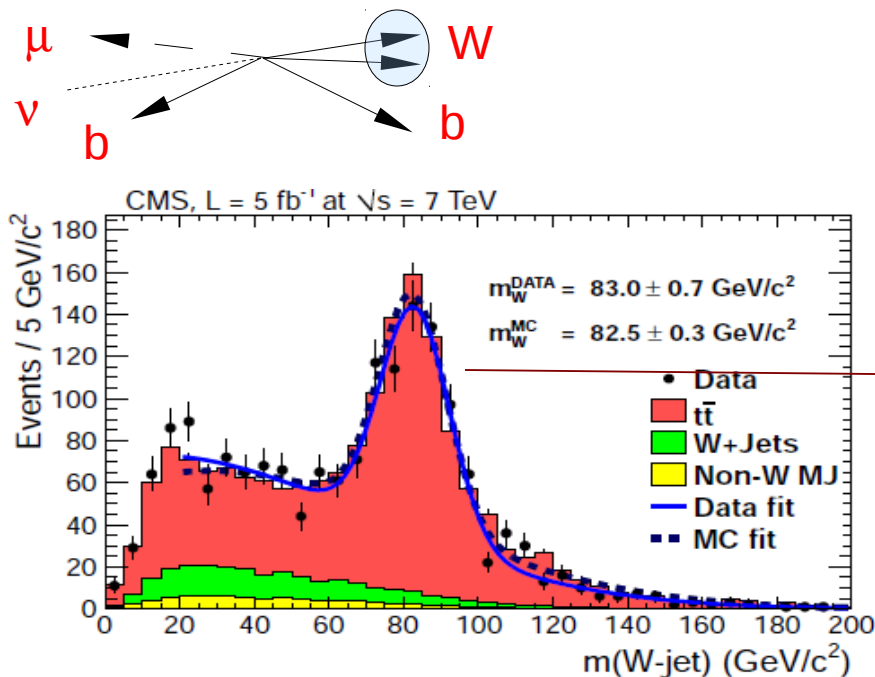 μ
W
ν
b
b
CMS, L = 5 fb⁻¹ at √s = 7 TeV
Events / 5 GeV/c²
180
160
140
120
100
80
60
40
20
0
m_W^DATA = 83.0 ± 0.7 GeV/c²
m_W^MC = 82.5 ± 0.3 GeV/c²
Data
tt̄
W+Jets
Non-W MJ
Data fit
MC fit
0 20 40 60 80 100 120 140 160 180 200
m(W-jet) (GeV/c²)